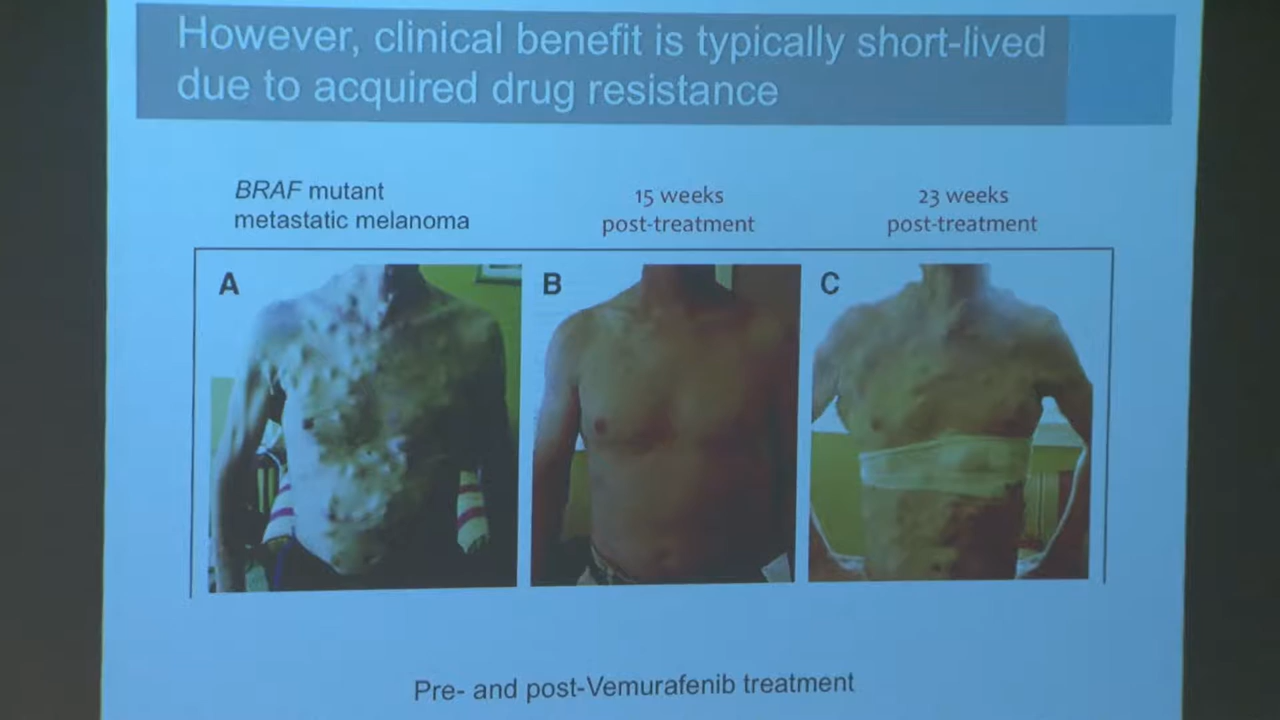 However, clinical benefit is typically short-lived
due to acquired drug resistance
BRAF mutant
metastatic melanoma
15 weeks
post-treatment
23 weeks
post-treatment
A
B
C
Pre- and post-Vemurafenib treatment